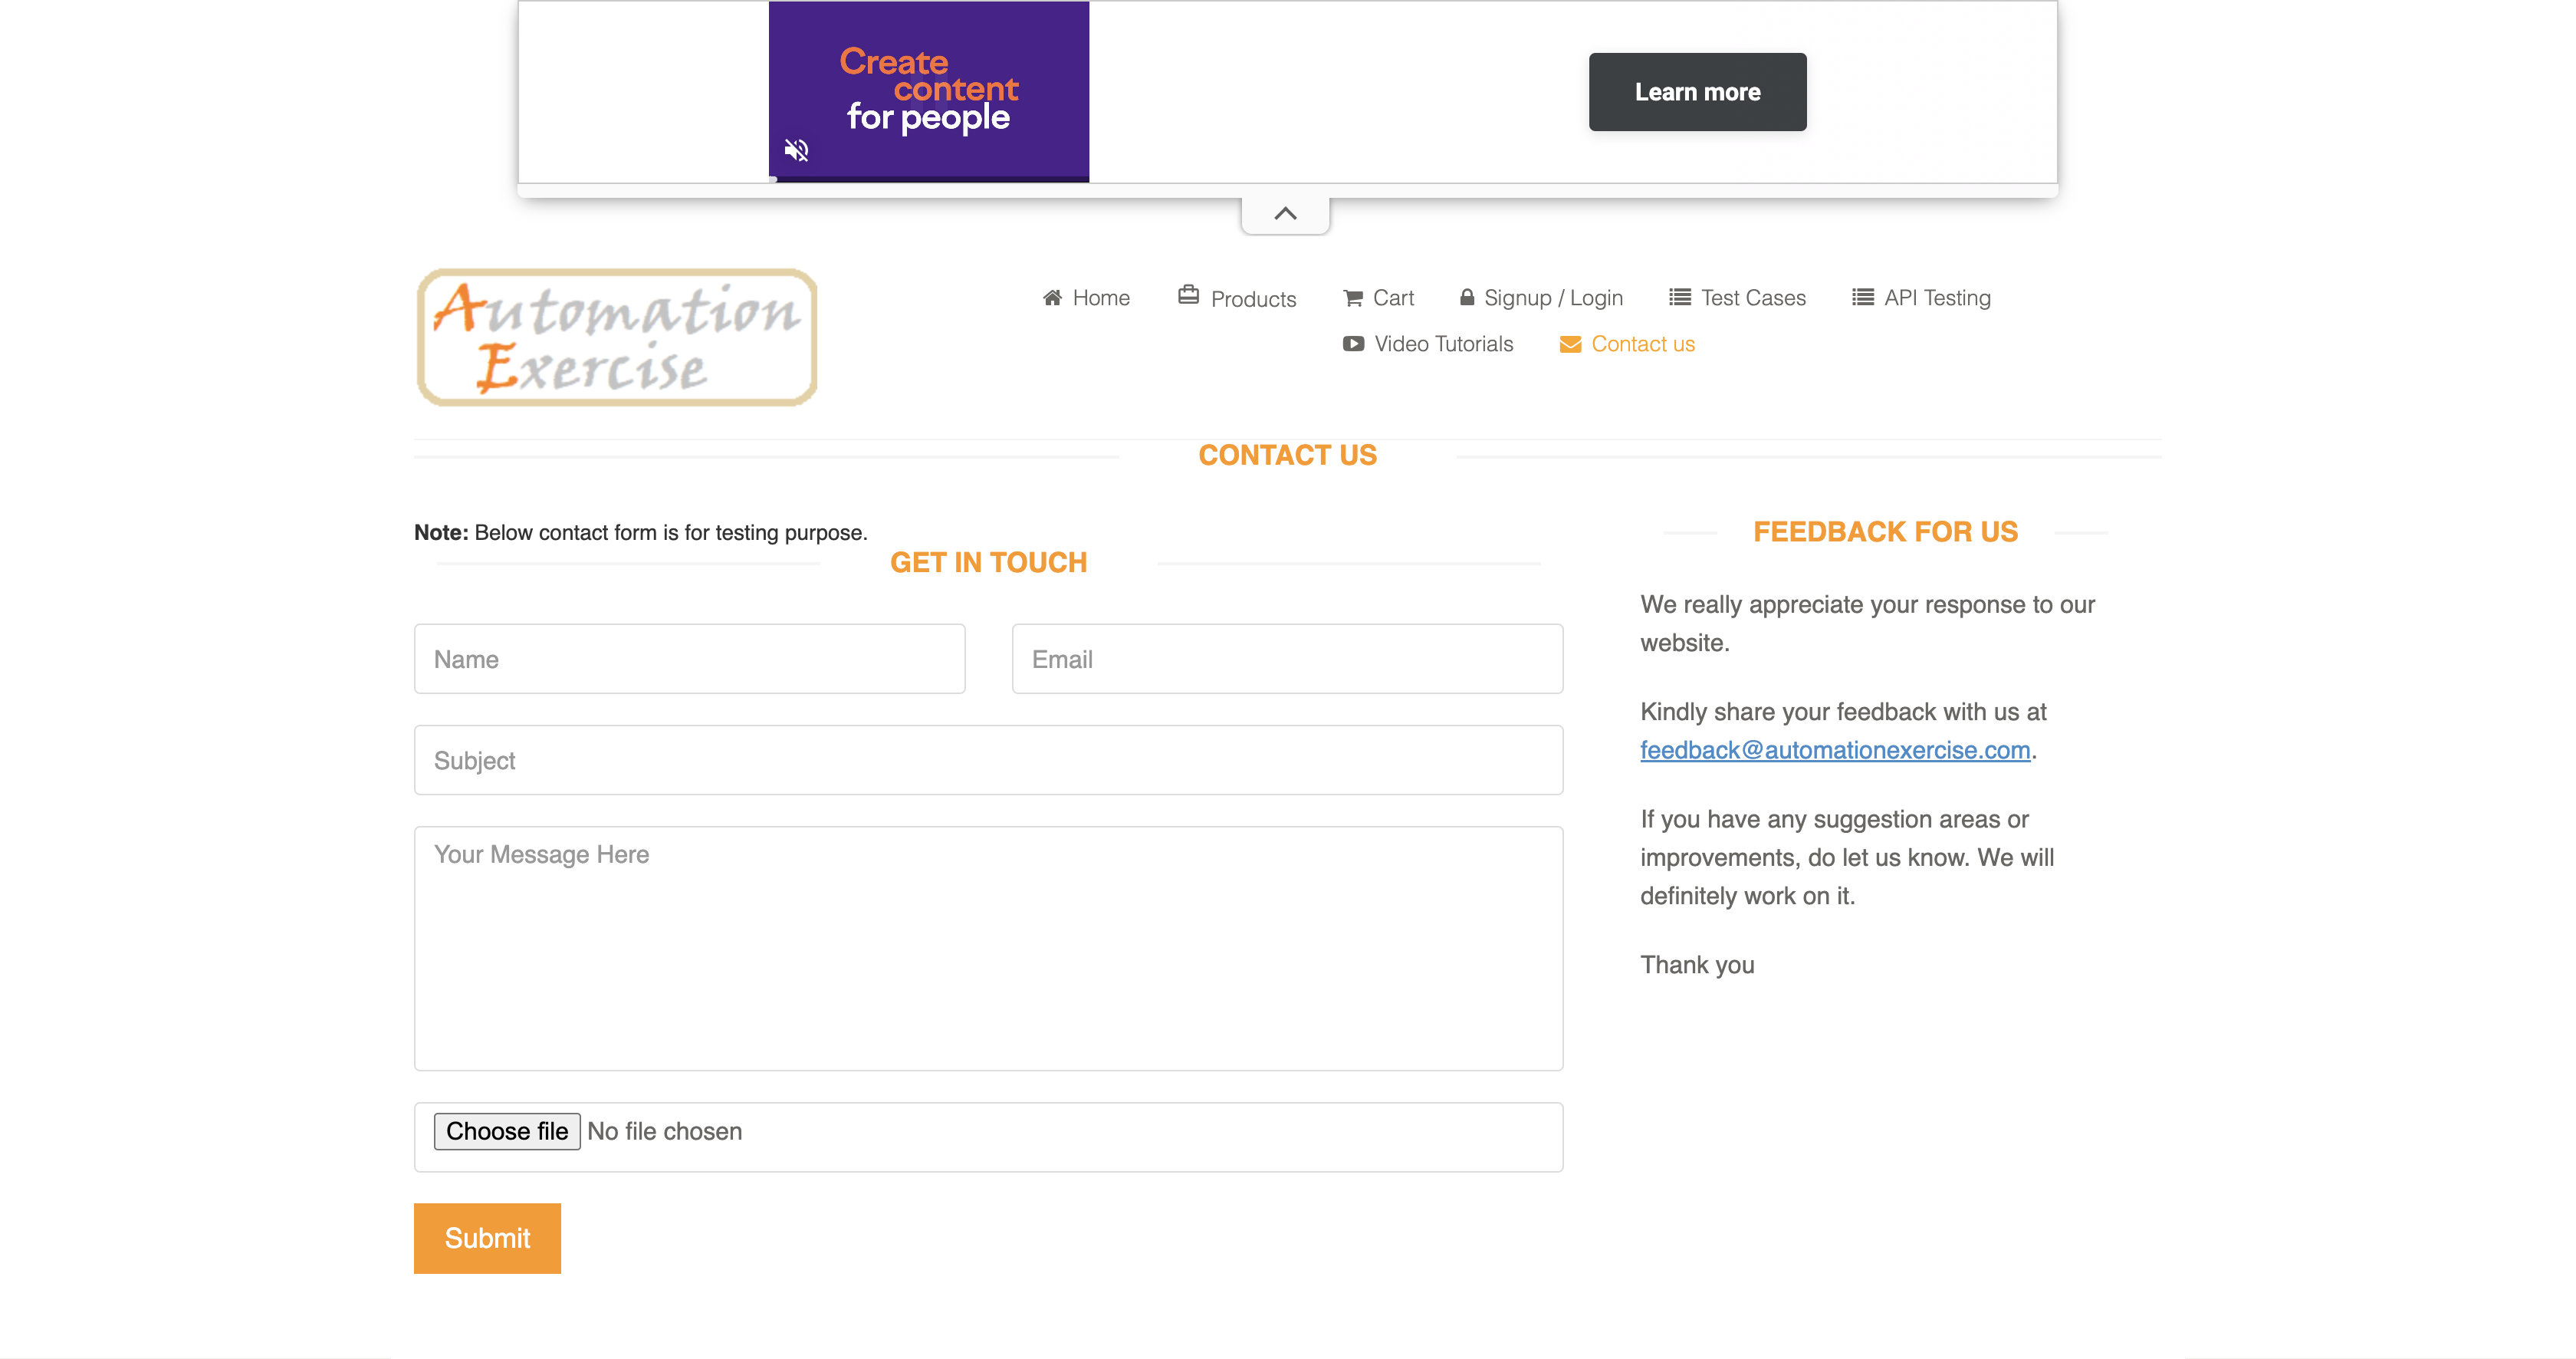 Create
content
for people
Learn more
Automation
Exercise
Home
Products
Cart
Signup / Login
Test Cases
API Testing
Video Tutorials
Contact us
CONTACT US
Note: Below contact form is for testing purpose.
GET IN TOUCH
Name
Email
Subject
Your Message Here
Choose file No file chosen
Submit
FEEDBACK FOR US
We really appreciate your response to our
website.
Kindly share your feedback with us at
feedback@automationexercise.com.
If you have any suggestion areas or
improvements, do let us know. We will
definitely work on it.
Thank you